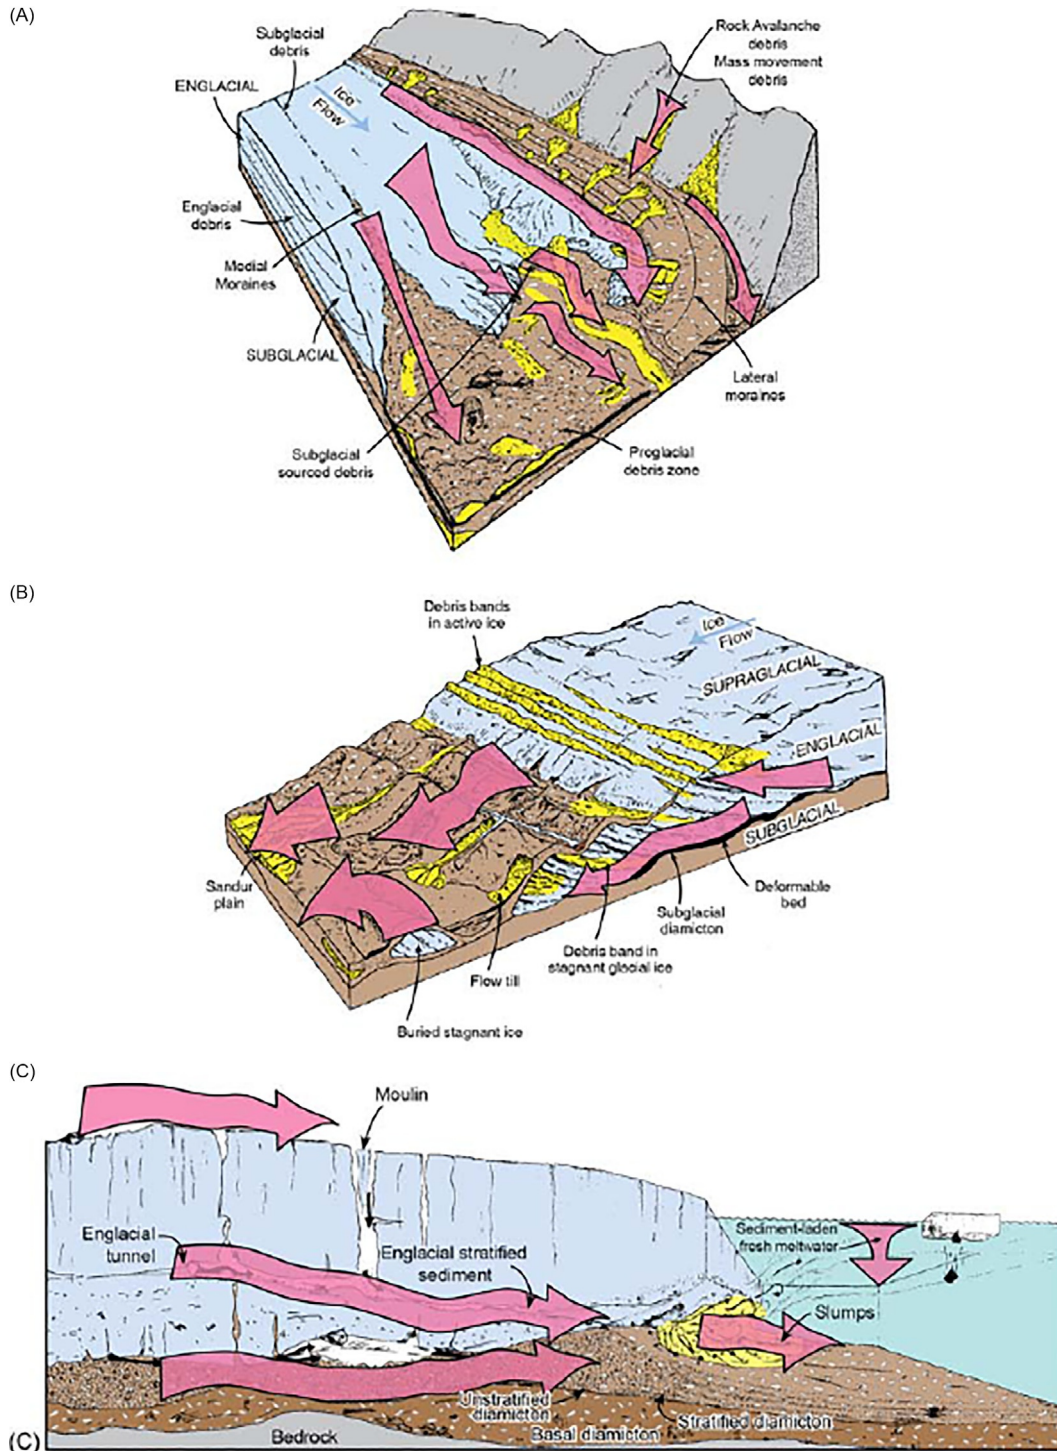 (A)
Subglacial
debris
ENGLACIAL
Ice
Flow
Rock Avalanche
debris
Mass movement
debris
Englacial
debris
Medial
Moraines
SUBGLACIAL
Lateral
moraines
Subglacial
sourced debris
Proglacial
debris zone
(B)
Debris bands
in active ice
Ice
Flow
SUPRAGLACIAL
ENGLACIAL
SUBGLACIAL
Sandur
plain
Deformable
bed
Subglacial
diamicton
Debris band in
stagnant glacial ice
Flow till
Buried stagnant ice
(C)
Moulin
Englacial
tunnel
Englacial stratified
sediment
Sediment-laden
fresh meltwater
Slumps
Unstratified
diamicton
Stratified diamicton
Basal diamicton
Bedrock
(C)